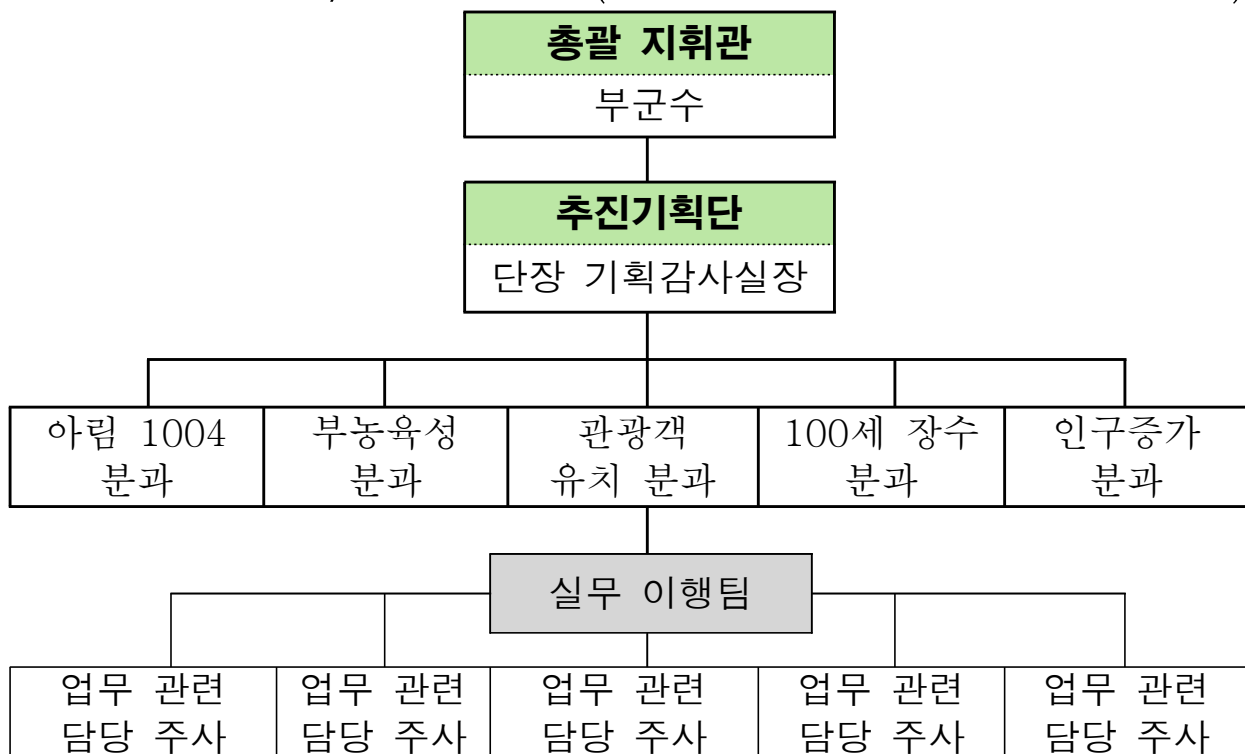 총괄 지휘관
부군수
추진기획단
단장 기획감사실장
아림 1004
분과
부농육성
분과
관광객
유치 분과
100세 장수
분과
인구증가
분과
실무 이행팀
업무 관련
담당 주사
업무 관련
담당 주사
업무 관련
담당 주사
업무 관련
담당 주사
업무 관련
담당 주사